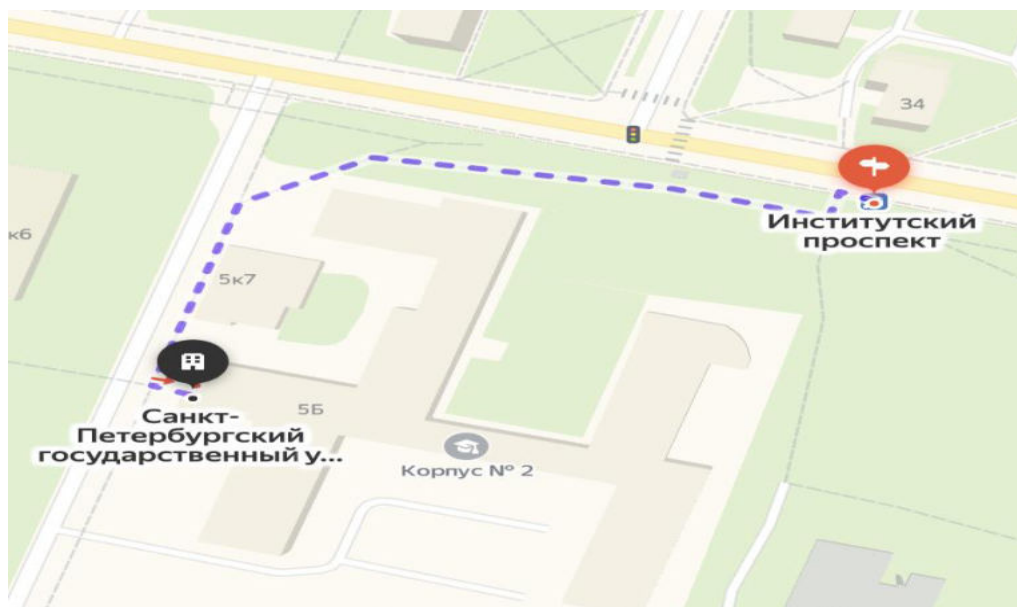 34
Институтский
проспект
к6
5к7
5Б
Санкт-
Петербургский
государственный у...
Корпус № 2